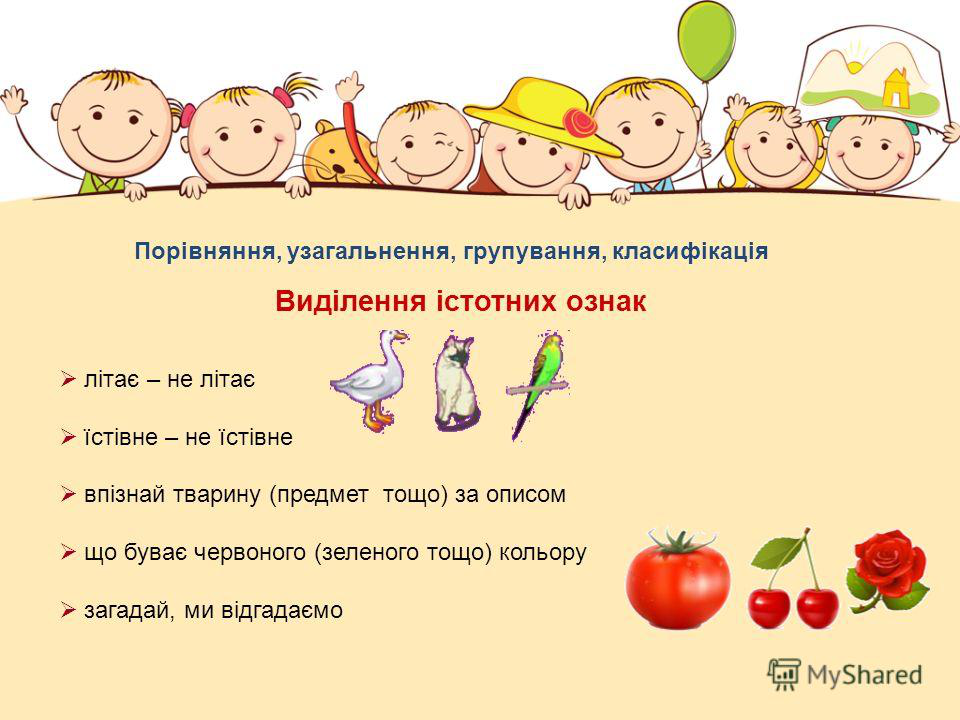 Порівняння, узагальнення, групування, класифікація
Виділення істотних ознак
➢ літає – не літає
➢ їстівне – не їстівне
➢ впізнай тварину (предмет тощо) за описом
➢ що буває червоного (зеленого тощо) кольору
➢ загадай, ми відгадаємо
MyShared